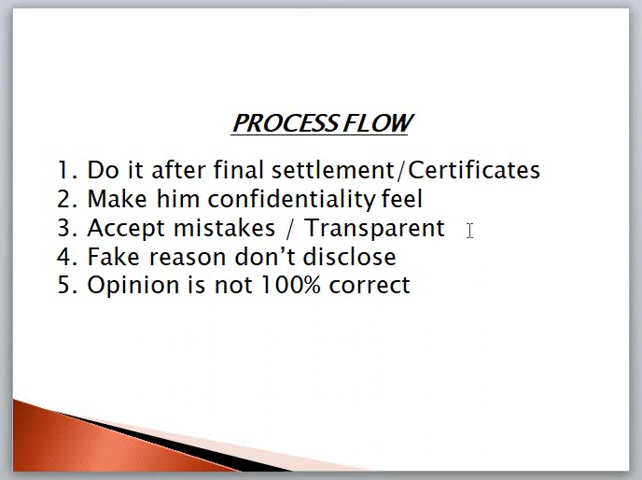 PROCESS FLOW
1. Do it after final settlement/Certificates
2. Make him confidentiality feel
3. Accept mistakes / Transparent
4. Fake reason don’t disclose
5. Opinion is not 100% correct